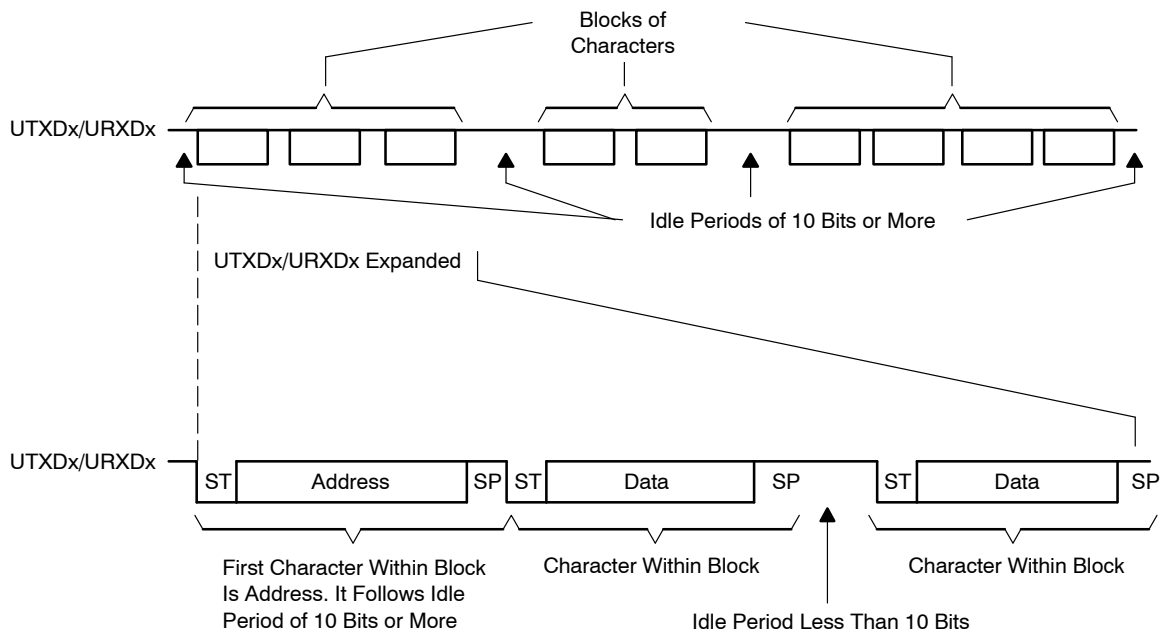 Blocks of
Characters
UTXDx/URXDx
Idle Periods of 10 Bits or More
UTXDx/URXDx Expanded
UTXDx/URXDx
ST
Address
SP
ST
Data
SP
ST
Data
SP
First Character Within Block
Is Address. It Follows Idle
Period of 10 Bits or More
Character Within Block
Character Within Block
Idle Period Less Than 10 Bits